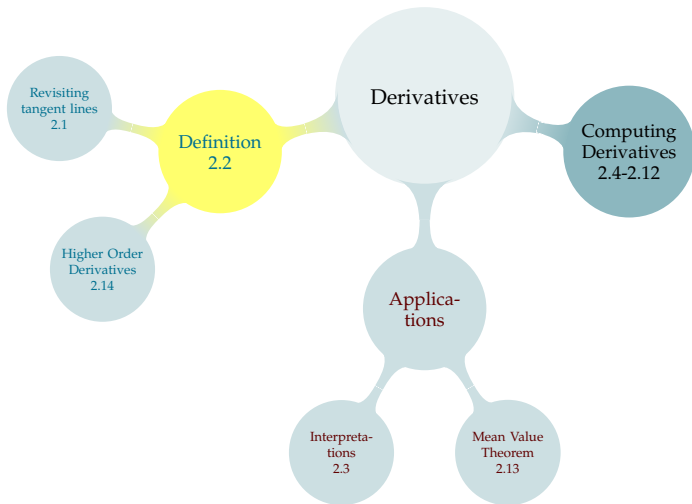 Derivatives
Revisiting
tangent lines
2.1
Definition
2.2
Higher Order
Derivatives
2.14
Computing
Derivatives
2.4-2.12
Applica-
tions
Interpreta-
tions
2.3
Mean Value
Theorem
2.13